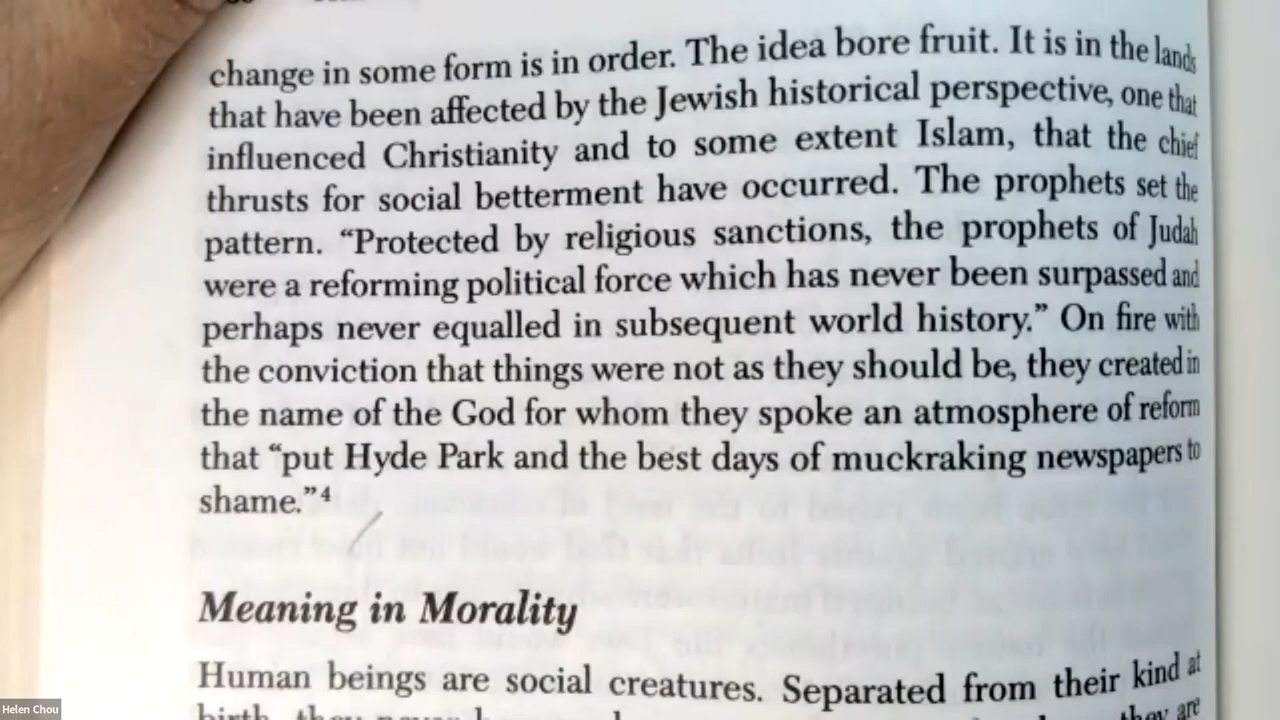 change in some form is in order. The idea bore fruit. It is in the lands
that have been affected by the Jewish historical perspective, one that
influenced Christianity and to some extent Islam, that the chief
thrusts for social betterment have occurred. The prophets set the
pattern. “Protected by religious sanctions, the prophets of Judah
were a reforming political force which has never been surpassed and
perhaps never equalled in subsequent world history.” On fire with
the conviction that things were not as they should be, they created in
the name of the God for whom they spoke an atmosphere of reform
that “put Hyde Park and the best days of muckraking newspapers to
shame.”4
Meaning in Morality
Human beings are social creatures. Separated from their kind at
birth, they never they are
Helen Chou